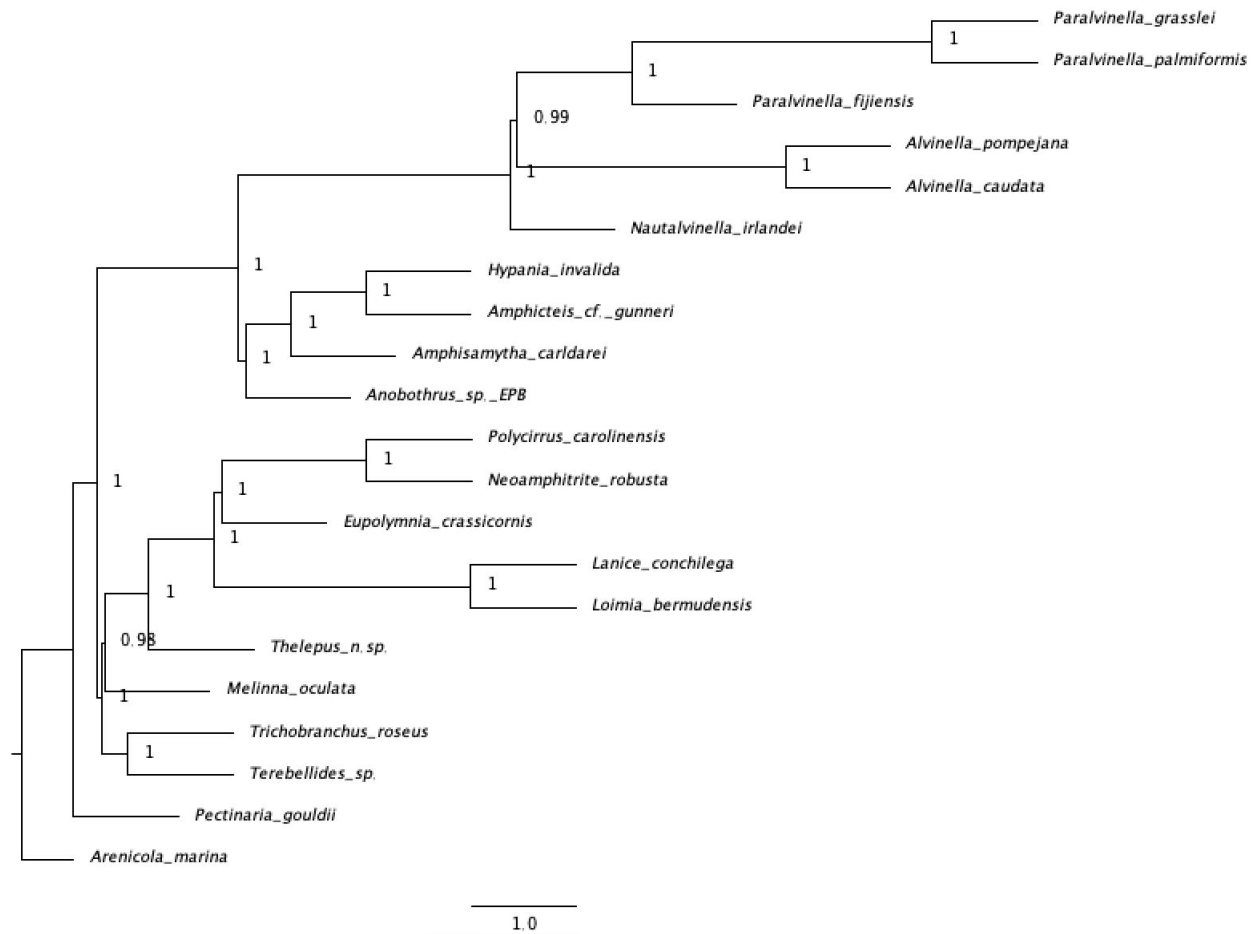 Paralvinella_grasslei
1
Paralvinella_palmiformis
1
Paralvinella_fijiensis
0.99
Alvinella_pompejana
1
1
Alvinella_caudata
Nautalvinella_irlandei
1
Hypania_invalida
1
Amphicteis_cf._gunneri
1
Amphisamytha_carldarei
1
Anobothrus_sp._EPB
Polycirrus_carolinensis
1
Neoamphitrite_robusta
1
1
Eupolymnia_crassicornis
1
Lanice_conchilega
1
1
Loimia_bermudensis
0.98
Thelepus_n.sp.
Melinna_oculata
1
Trichobranchus_roseus
1
Terebellides_sp.
Pectinaria_gouldii
Arenicola_marina
1.0